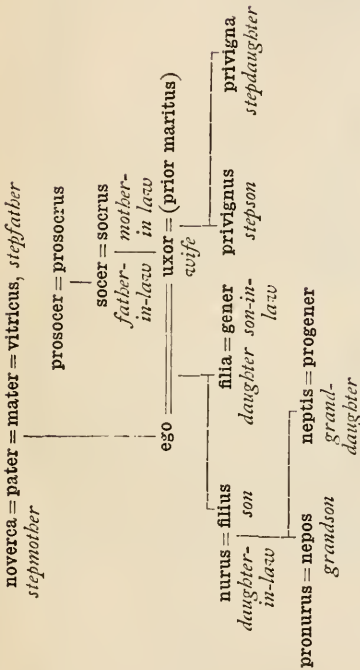 noverca = pater = mater = vitricus, stepfather
stepmother
prosocer = prosocrus
socer = socrus
father- mother-
in-law in law
ego uxor = (prior maritus)
wife
nurus = filius filia = gener privignus privigna
daughter- son daughter son-in- stepson stepdaughter
in-law law
pronurus = nepos neptis = progener
grandson grand-
daughter